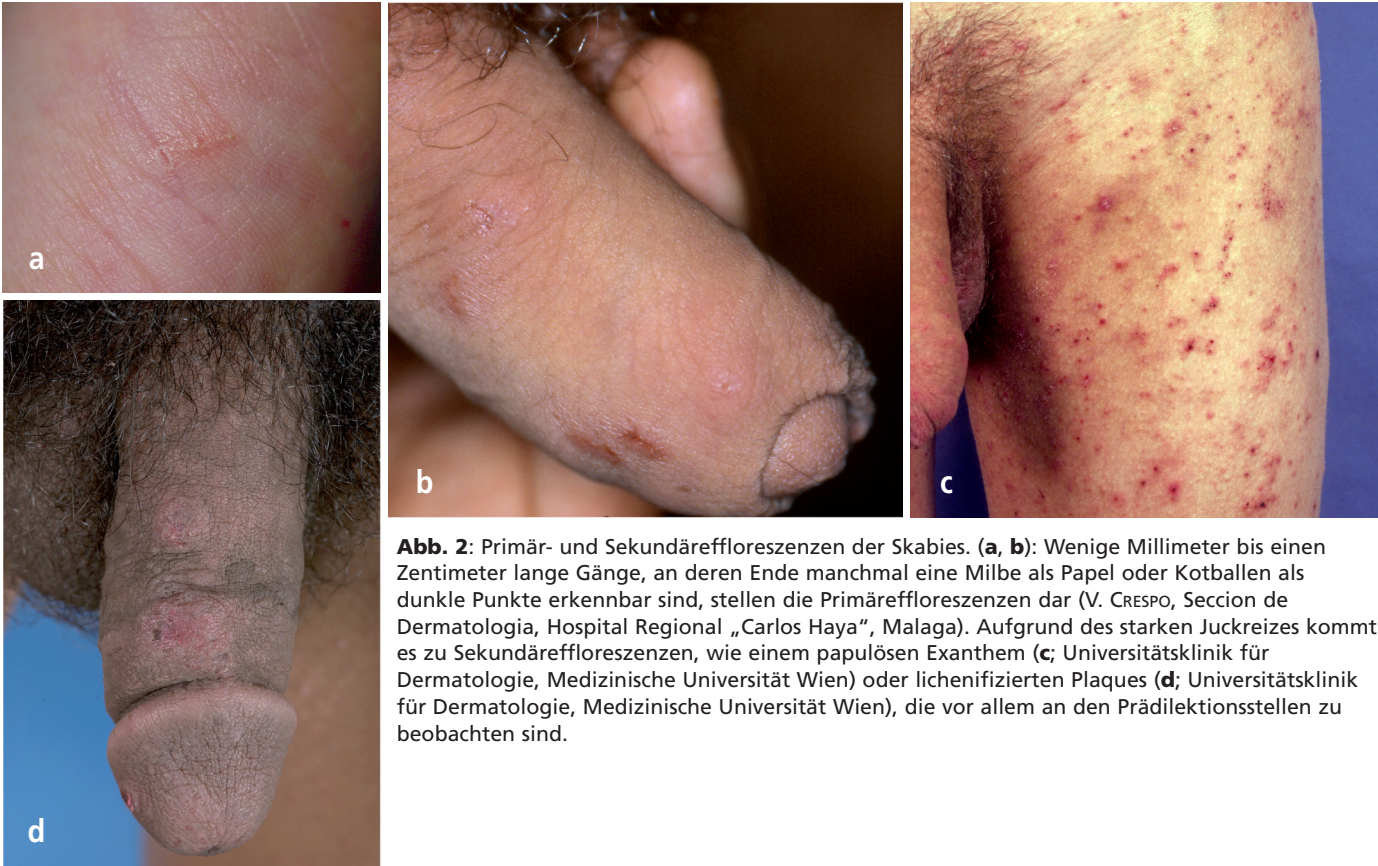 a
b
c
d
Abb. 2: Primär- und Sekundäreffloreszenzen der Skabies. (a, b): Wenige Millimeter bis einen
Zentimeter lange Gänge, an deren Ende manchmal eine Milbe als Papel oder Kotballen als
dunkle Punkte erkennbar sind, stellen die Primäreffloreszenzen dar (V. CRESPO, Seccion de
Dermatologia, Hospital Regional „Carlos Haya“, Malaga). Aufgrund des starken Juckreizes kommt
es zu Sekundäreffloreszenzen, wie einem papulösen Exanthem (c; Universitätsklinik für
Dermatologie, Medizinische Universität Wien) oder lichenifizierten Plaques (d; Universitätsklinik
für Dermatologie, Medizinische Universität Wien), die vor allem an den Prädilektionsstellen zu
beobachten sind.